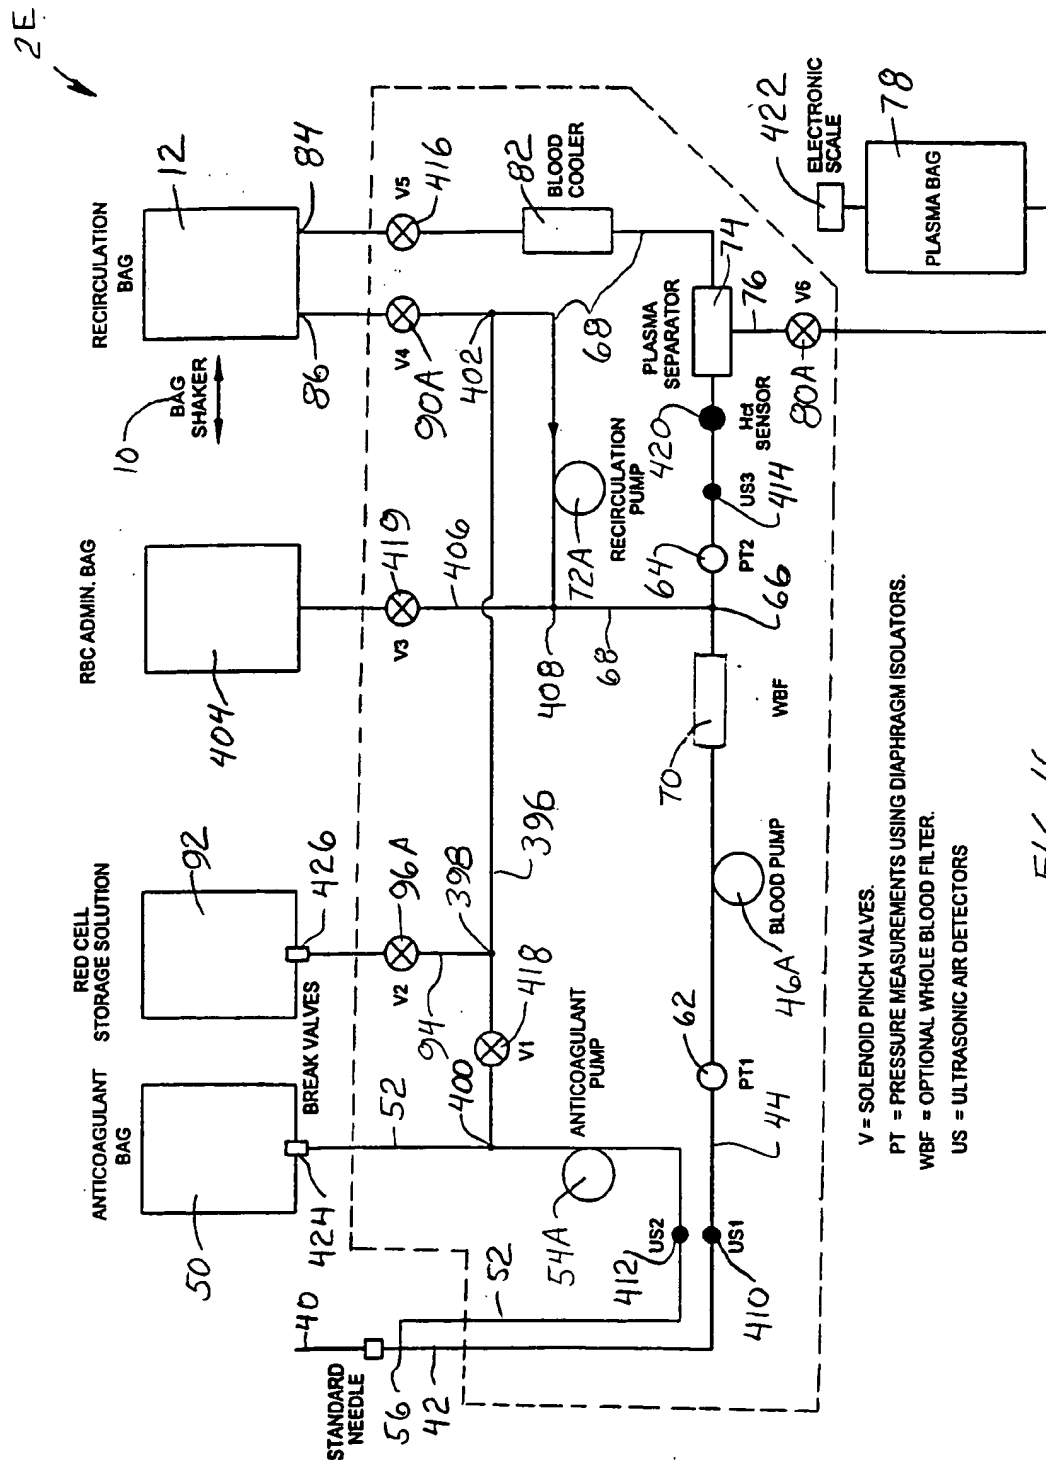 2E
ANTICOAGULANT
BAG
RED CELL
STORAGE SOLUTION
RBC ADMIN. BAG
RECIRCULATION
BAG
50
92
404
12
10
BAG
SHAKER
STANDARD
NEEDLE
40
424
BREAK VALVES
426
86
84
52
V2
96A
V3
419
V4
90A
V5
416
94
398
406
402
82
BLOOD
COOLER
400
V1
418
396
56
42
52
54A
ANTICOAGULANT
PUMP
408
72A
RECIRCULATION
PUMP
68
68
412
US2
US1
410
44
62
PT1
46A
BLOOD PUMP
70
WBF
64
PT2
66
US3
414
420
Hct
SENSOR
PLASMA
SEPARATOR
74
76
80A
V6
422
ELECTRONIC
SCALE
78
PLASMA BAG
V = SOLENOID PINCH VALVES.
PT = PRESSURE MEASUREMENTS USING DIAPHRAGM ISOLATORS.
WBF = OPTIONAL WHOLE BLOOD FILTER.
US = ULTRASONIC AIR DETECTORS